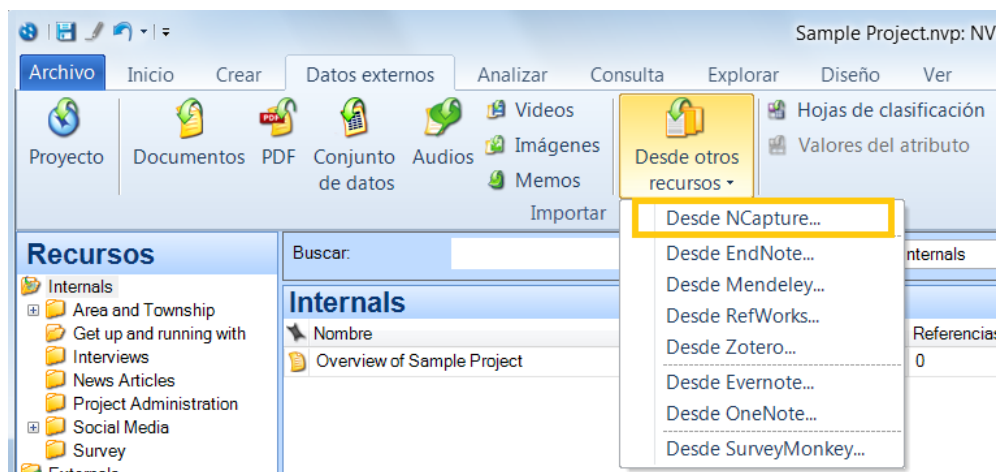 Sample Project.nvp: NV
Archivo Inicio Crear Datos externos Analizar Consulta Explorar Diseño Ver
Proyecto
Documentos
PDF
PDF
Conjunto
de datos
Audios
Videos
Imágenes
Memos
Desde otros
recursos
Hojas de clasificación
Valores del atributo
Importar
Desde NCapture...
Desde EndNote...
Desde Mendeley...
Desde RefWorks...
Desde Zotero...
Desde Evernote...
Desde OneNote...
Desde SurveyMonkey...
Recursos
Internals
Area and Township
Get up and running with
Interviews
News Articles
Project Administration
Social Media
Survey
Buscar:
nternals
Internals
Nombre
Referencias
Overview of Sample Project
0